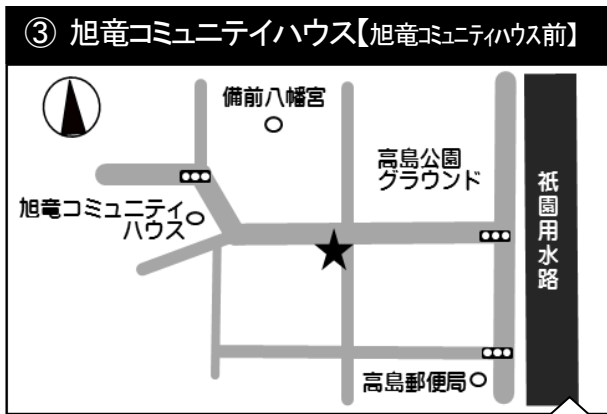 ③ 旭竜コミュニテイハウス【旭竜コミュニティハウス前】
備前八幡宮
高島公園
グラウンド
旭竜コミュニティ
ハウス
祇園用水路
高島郵便局